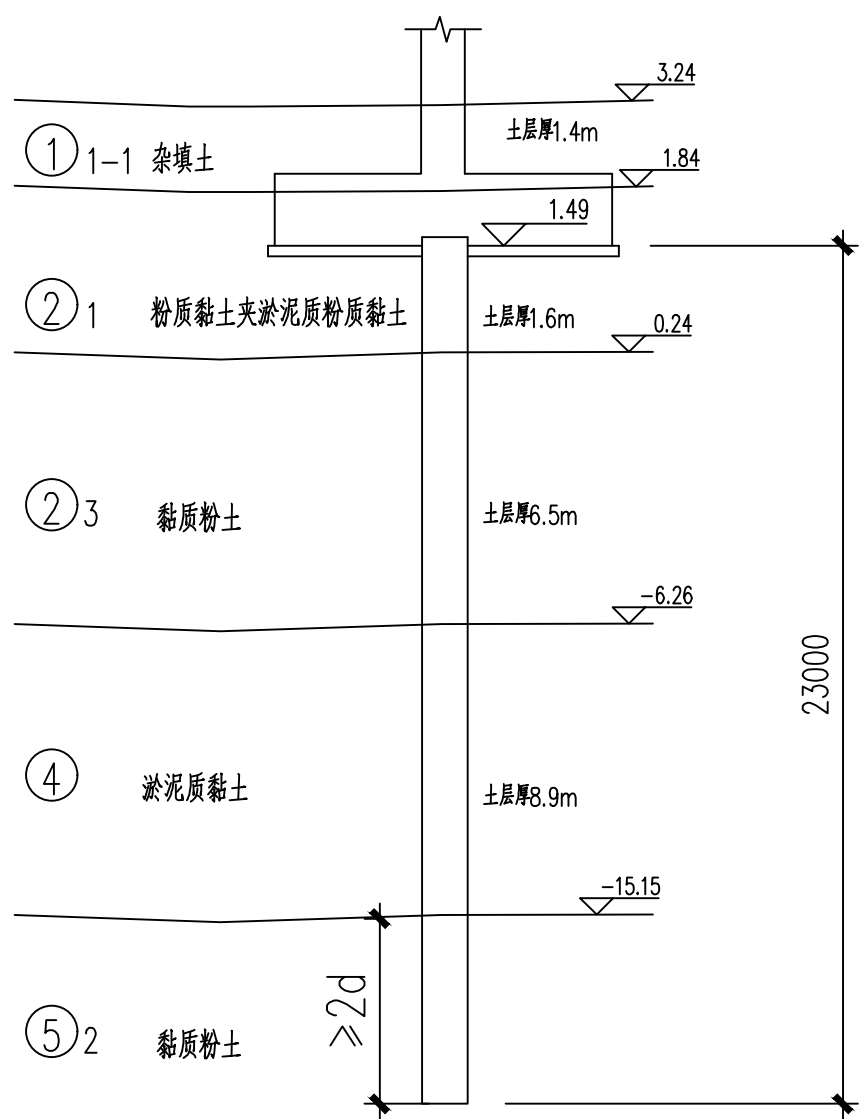 3.24
土层厚1.4m
1 1-1 杂填土
1.84
1.49
2 1 粉质黏土夹淤泥质粉质黏土 土层厚1.6m
0.24
2 3 黏质粉土 土层厚6.5m
-6.26
23000
4 淤泥质黏土 土层厚8.9m
-15.15
≥2d
5 2 黏质粉土